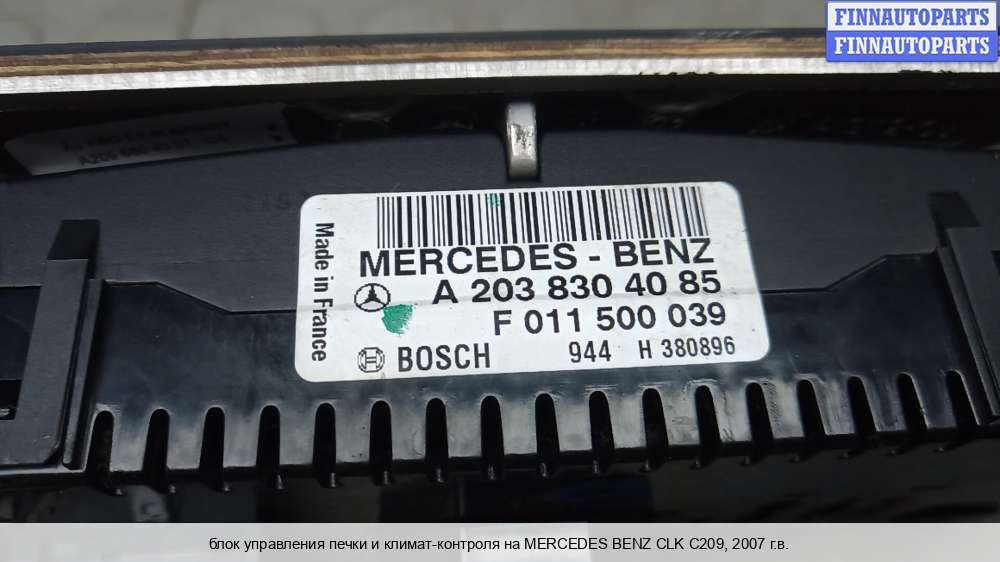 FINNAUTOPARTS
FINNAUTOPARTS
Made in France
MERCEDES - BENZ
A 203 830 40 85
F 011 500 039
BOSCH 944 H 380896
блок управления печки и климат-контроля на MERCEDES BENZ CLK C209, 2007 г.в.